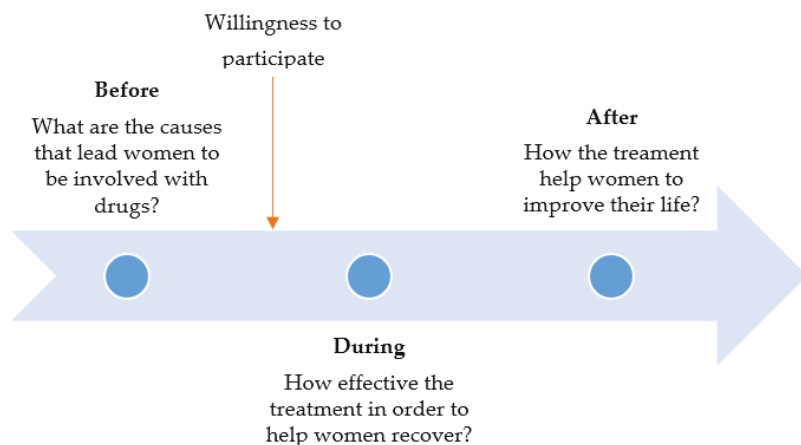 Willingness to
participate
Before
What are the causes
that lead women to
be involved with
drugs?
After
How the treament
help women to
improve their life?
During
How effective the
treatment in order to
help women recover?